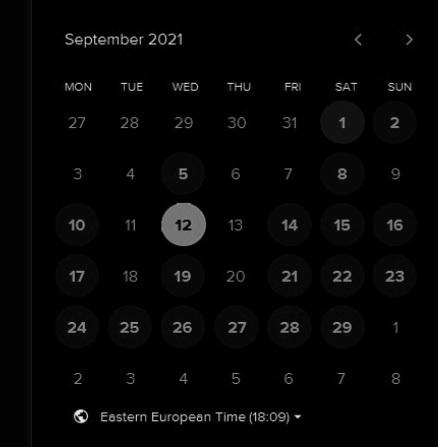 September 2021
MON TUE WED THU FRI SAT SUN
27 28 29 30 31 1 2
3 4 5 6 7 8 9
10 11 12 13 14 15 16
17 18 19 20 21 22 23
24 25 26 27 28 29 1
2 3 4 5 6 7 8
Eastern European Time (18:09)